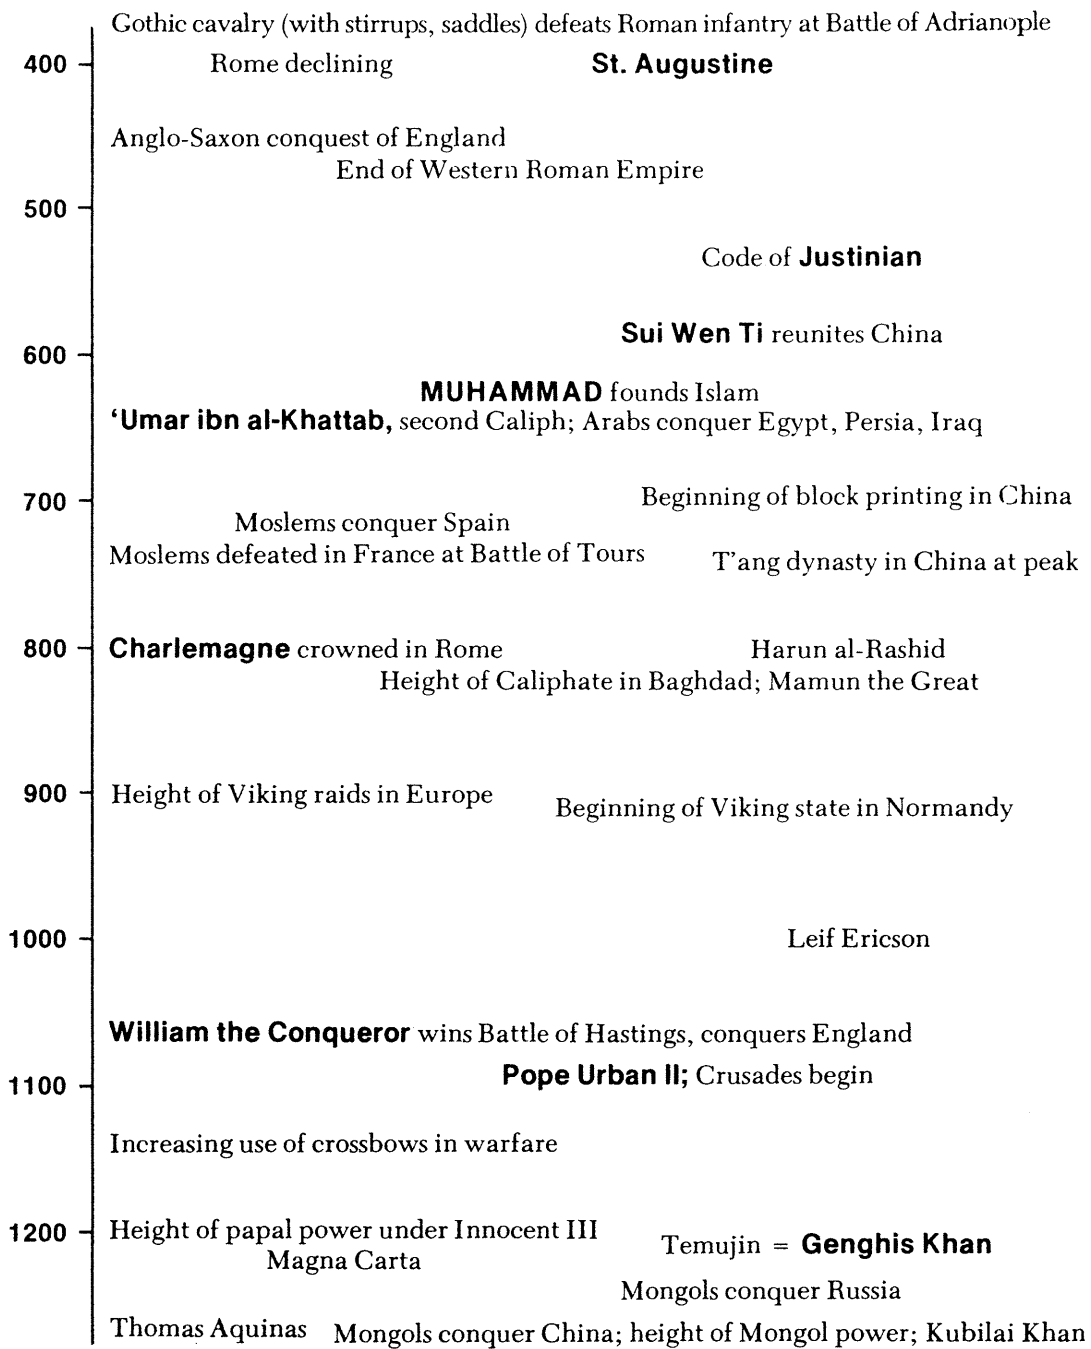 Gothic cavalry (with stirrups, saddles) defeats Roman infantry at Battle of Adrianople
400 Rome declining St. Augustine
Anglo-Saxon conquest of England
End of Western Roman Empire
500
Code of Justinian
Sui Wen Ti reunites China
600
MUHAMMAD founds Islam
‘Umar ibn al-Khattab, second Caliph; Arabs conquer Egypt, Persia, Iraq
700 Beginning of block printing in China
Moslems conquer Spain
Moslems defeated in France at Battle of Tours T’ang dynasty in China at peak
800 Charlemagne crowned in Rome Harun al-Rashid
Height of Caliphate in Baghdad; Mamun the Great
900 Height of Viking raids in Europe Beginning of Viking state in Normandy
1000 Leif Ericson
William the Conqueror wins Battle of Hastings, conquers England
Pope Urban II; Crusades begin
1100
Increasing use of crossbows in warfare
1200 Height of papal power under Innocent III Temujin = Genghis Khan
Magna Carta
Mongols conquer Russia
Thomas Aquinas Mongols conquer China; height of Mongol power; Kubilai Khan